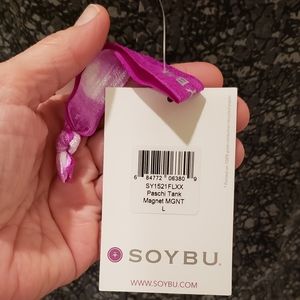 6 84772 06380 9
SY1521FLXX
Paschi Tank
Magnet MGNT
L
SOYBU
WWW.SOYBU.COM